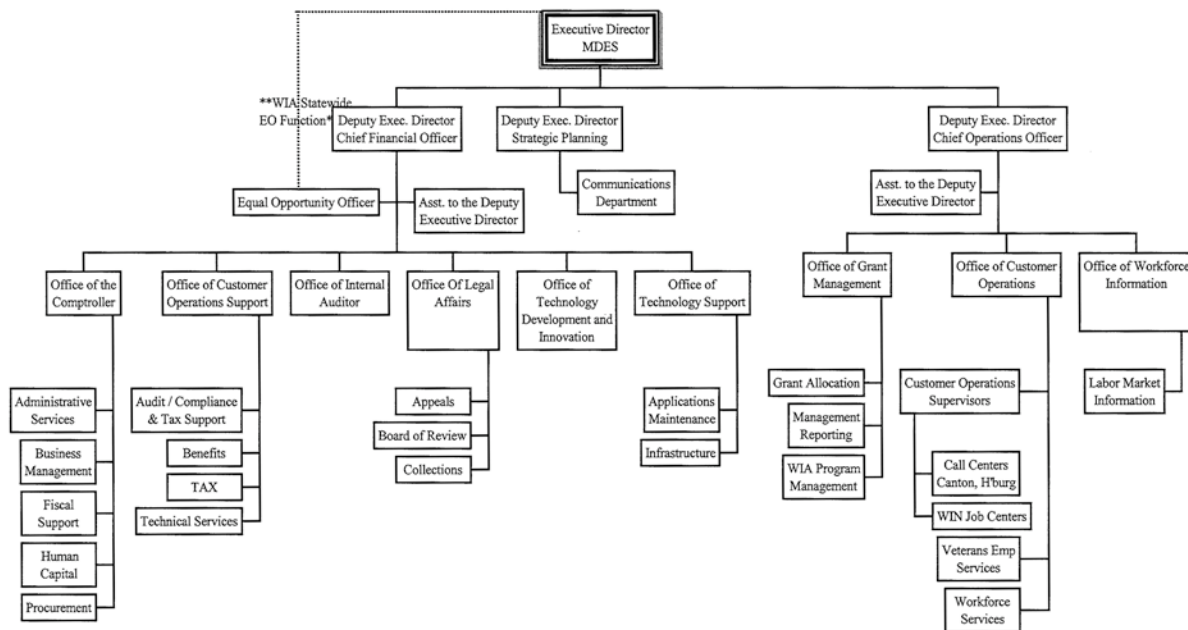 Executive Director
MDES
**WIA Statewide
EO Function*
Deputy Exec. Director
Chief Financial Officer
Deputy Exec. Director
Strategic Planning
Deputy Exec. Director
Chief Operations Officer
Equal Opportunity Officer
Asst. to the Deputy
Executive Director
Communications
Department
Asst. to the Deputy
Executive Director
Office of the
Comptroller
Office of Customer
Operations Support
Office of Internal
Auditor
Office Of Legal
Affairs
Office of
Technology
Development and
Innovation
Office of
Technology Support
Office of Grant
Management
Office of Customer
Operations
Office of Workforce
Information
Administrative
Services
Business
Management
Fiscal
Support
Human
Capital
Procurement
Audit / Compliance
& Tax Support
Benefits
TAX
Technical Services
Appeals
Board of Review
Collections
Applications
Maintenance
Infrastructure
Grant Allocation
Management
Reporting
WIA Program
Management
Customer Operations
Supervisors
Call Centers
Canton, H'burg
WIN Job Centers
Veterans Emp
Services
Workforce
Services
Labor Market
Information